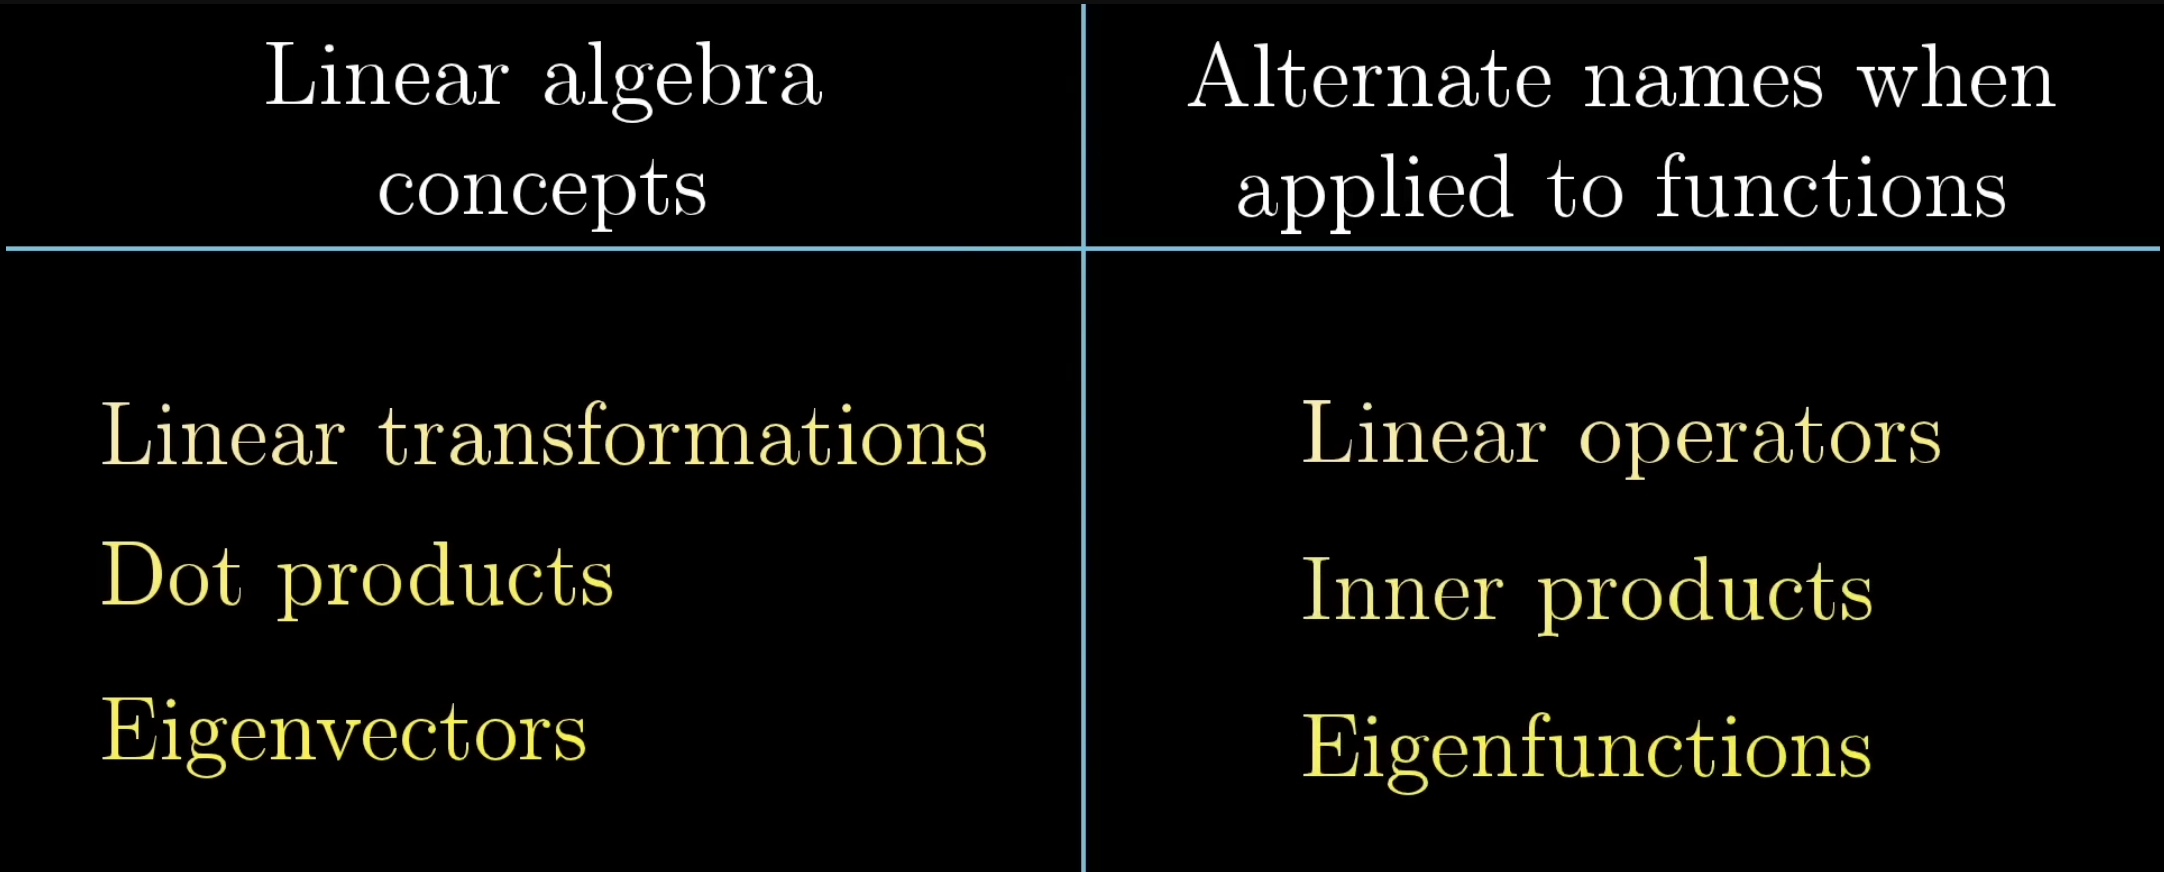 Linear algebra
concepts
Alternate names when
applied to functions
Linear transformations
Linear operators
Dot products
Inner products
Eigenvectors
Eigenfunctions